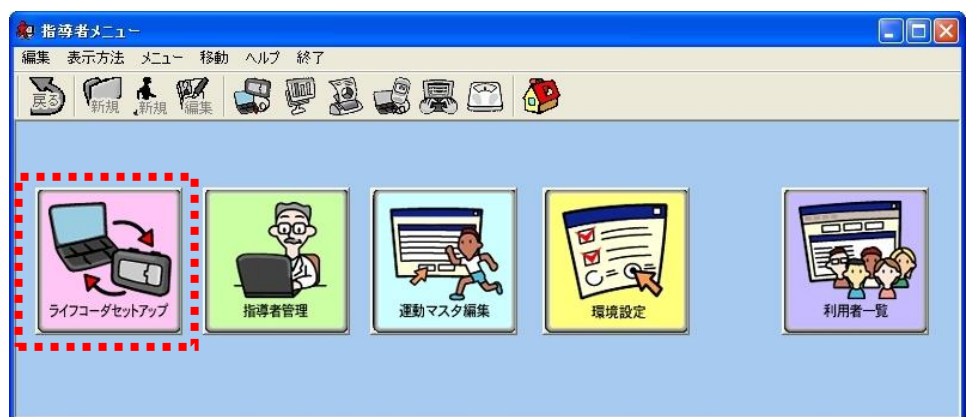 指導者メニュー
編集 表示方法 メニュー 移動 ヘルプ 終了
戻る 新規 新規 編集
ライフコーダセットアップ 指導者管理 運動マスタ編集 環境設定 利用者一覧